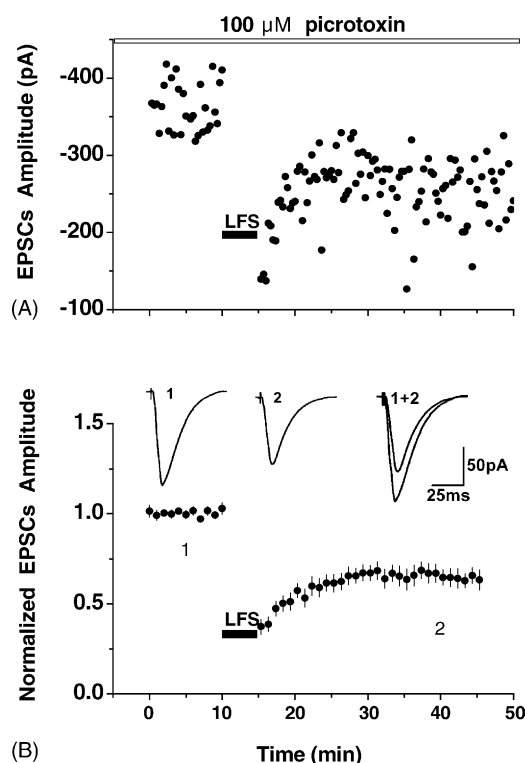 100 µM picrotoxin
EPSCs Amplitude (pA)
-400
-300
-200
-100
LFS
(A)
Normalized EPSCs Amplitude
1.5
1.0
0.5
0.0
1
2
1+2
50pA
25ms
1
LFS
2
0
10
20
30
40
50
Time (min)
(B)